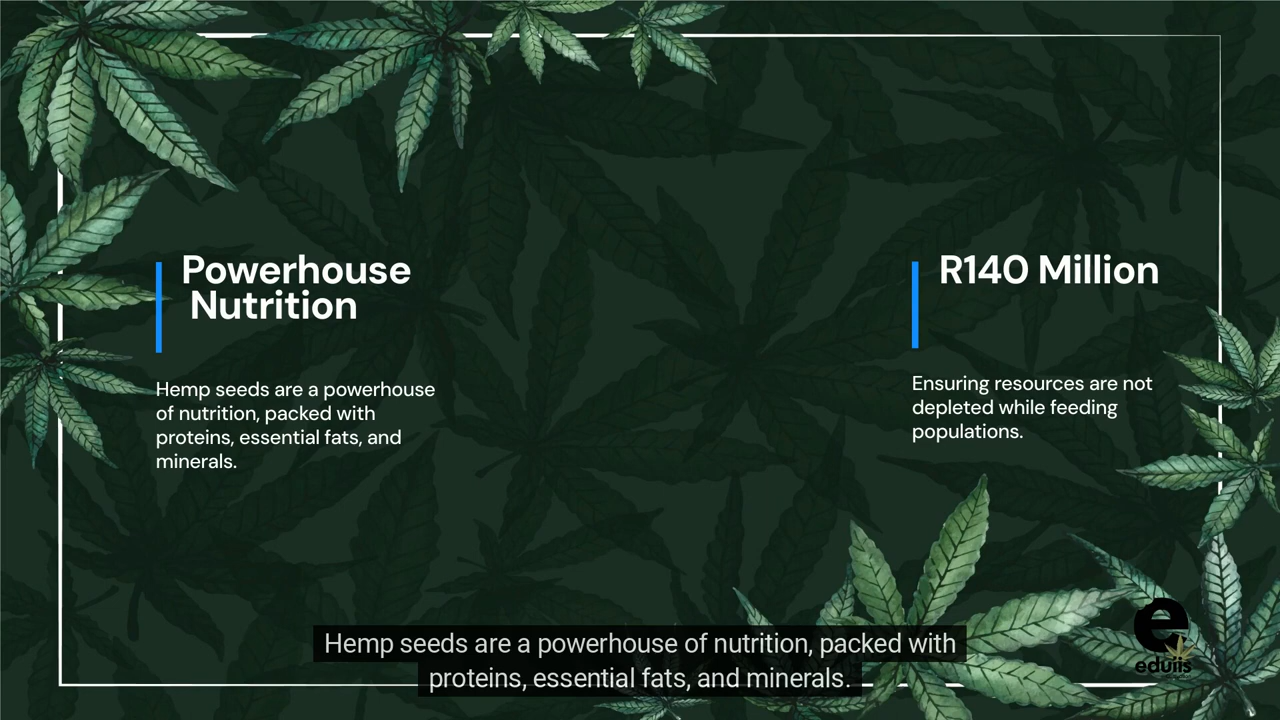 Powerhouse
Nutrition
Hemp seeds are a powerhouse
of nutrition, packed with
proteins, essential fats, and
minerals.
R140 Million
Ensuring resources are not
depleted while feeding
populations.
Hemp seeds are a powerhouse of nutrition, packed with
proteins, essential fats, and minerals.
e
eduiis